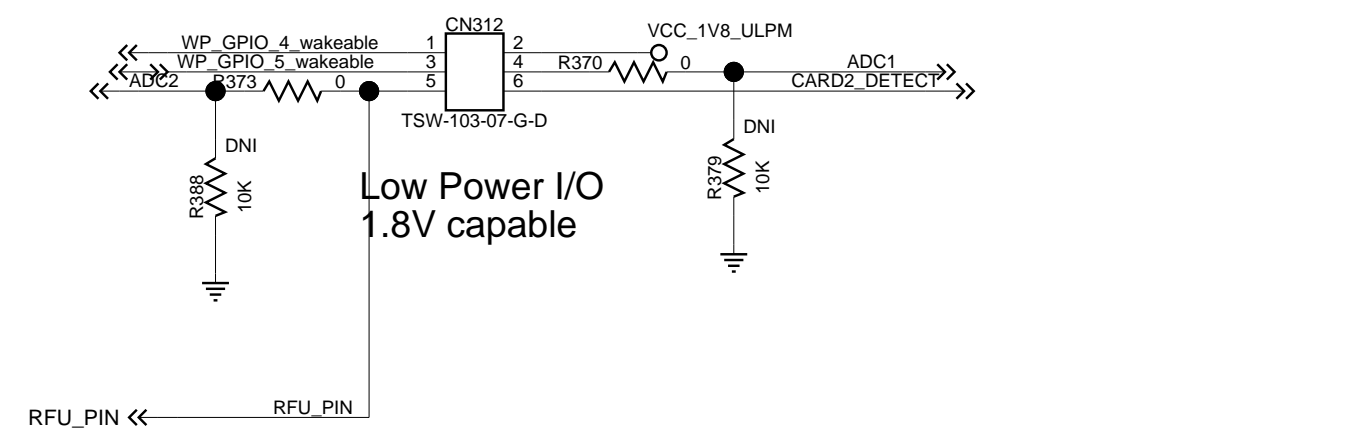 CN312
VCC_1V8_ULPM
WP_GPIO_4_wakeable 1 2
WP_GPIO_5_wakeable 3 4 R370 0 ADC1
ADC2 R373 0 5 6 CARD2_DETECT
TSW-103-07-G-D
DNI
DNI
R388 10K
R379 10K
Low Power I/O
1.8V capable
RFU_PIN RFU_PIN